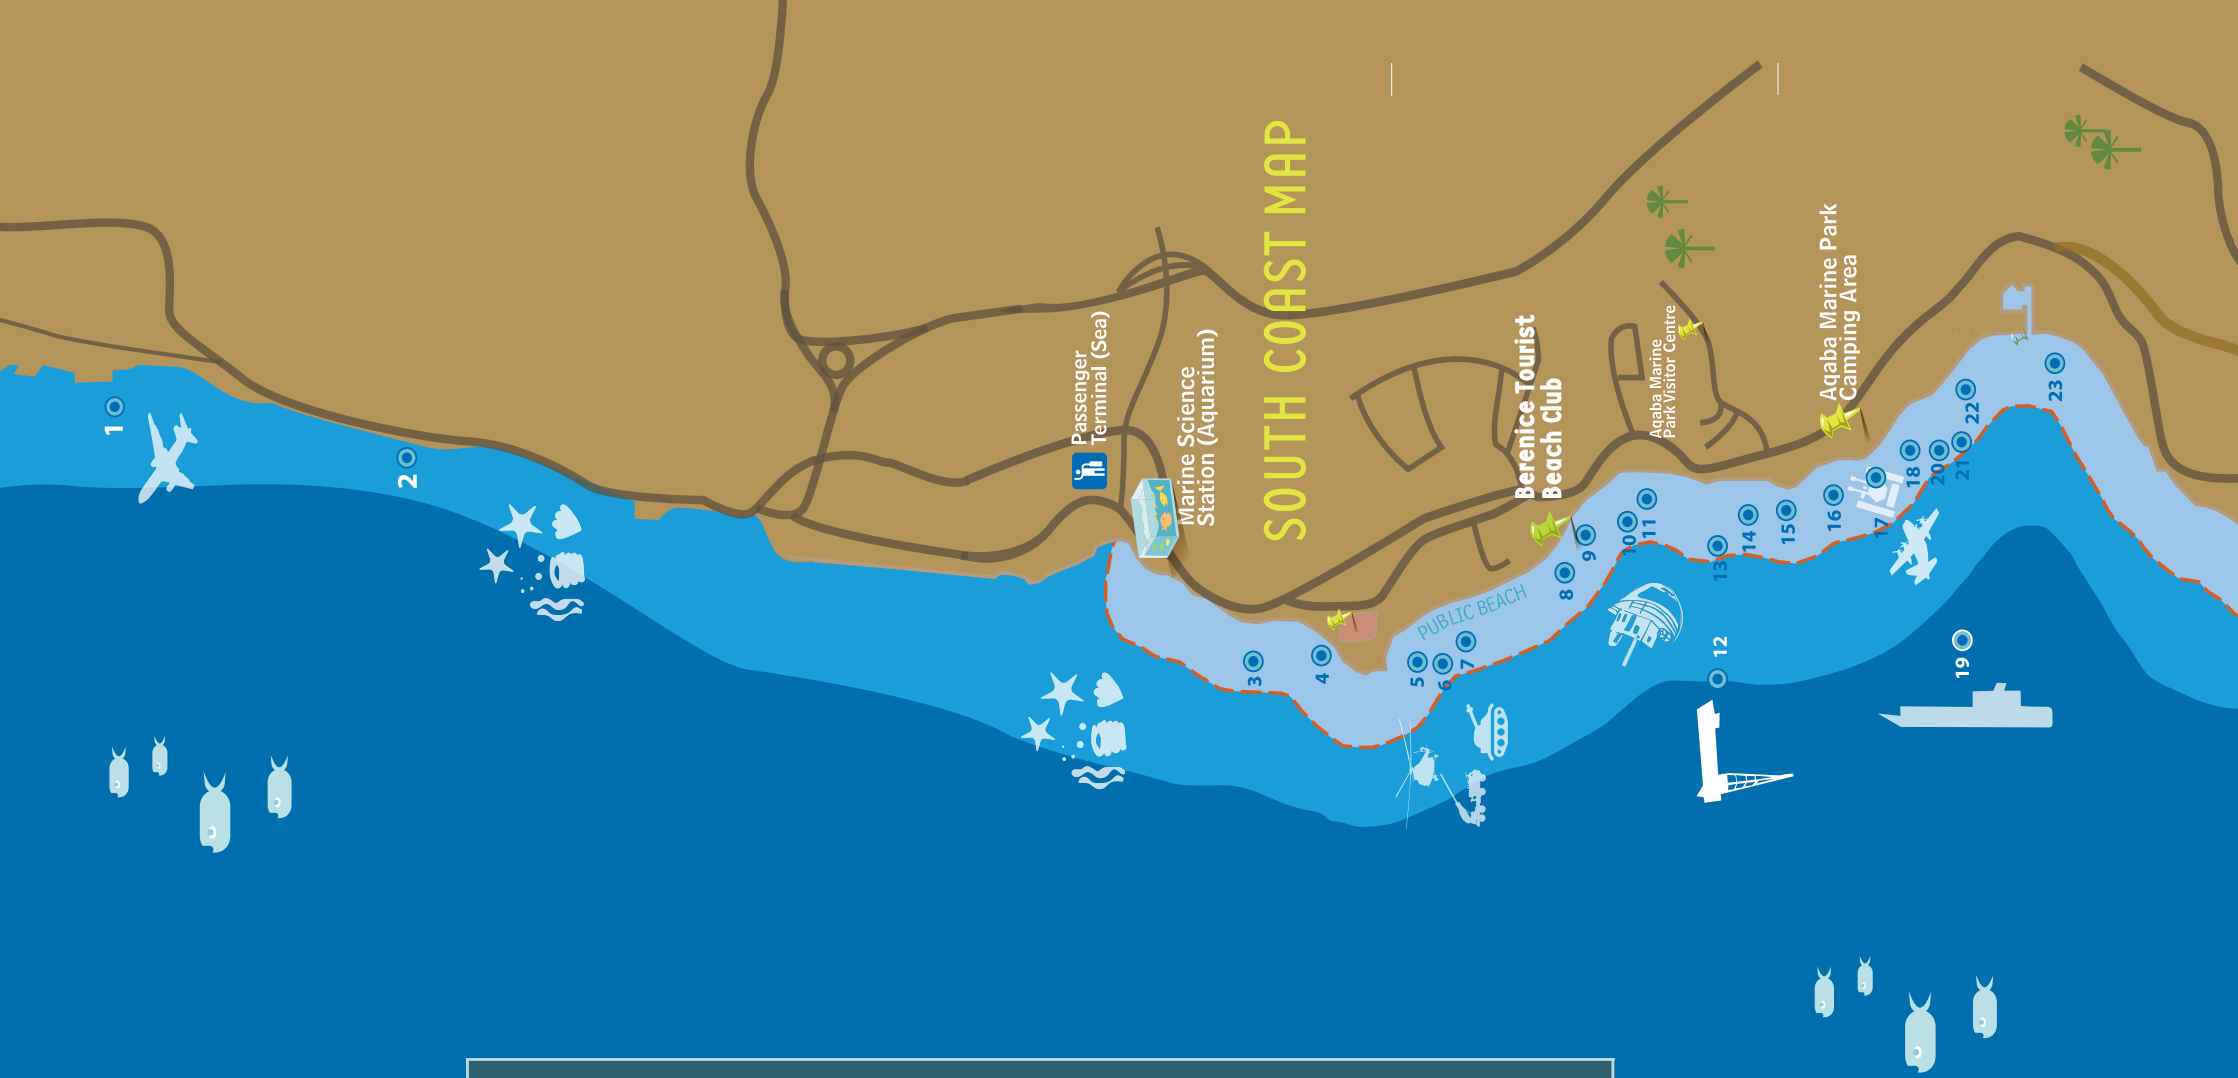 SOUTH COAST MAP
Passenger
Terminal (Sea)
Marine Science
Station (Aquarium)
Berenice Tourist
Beach Club
Aqaba Marine
Park Visitor Centre
Aqaba Marine Park
Camping Area
PUBLIC BEACH
1
2
3
4
5
6
7
8
9
10
11
12
13
14
15
16
17
18
19
20
21
22
23